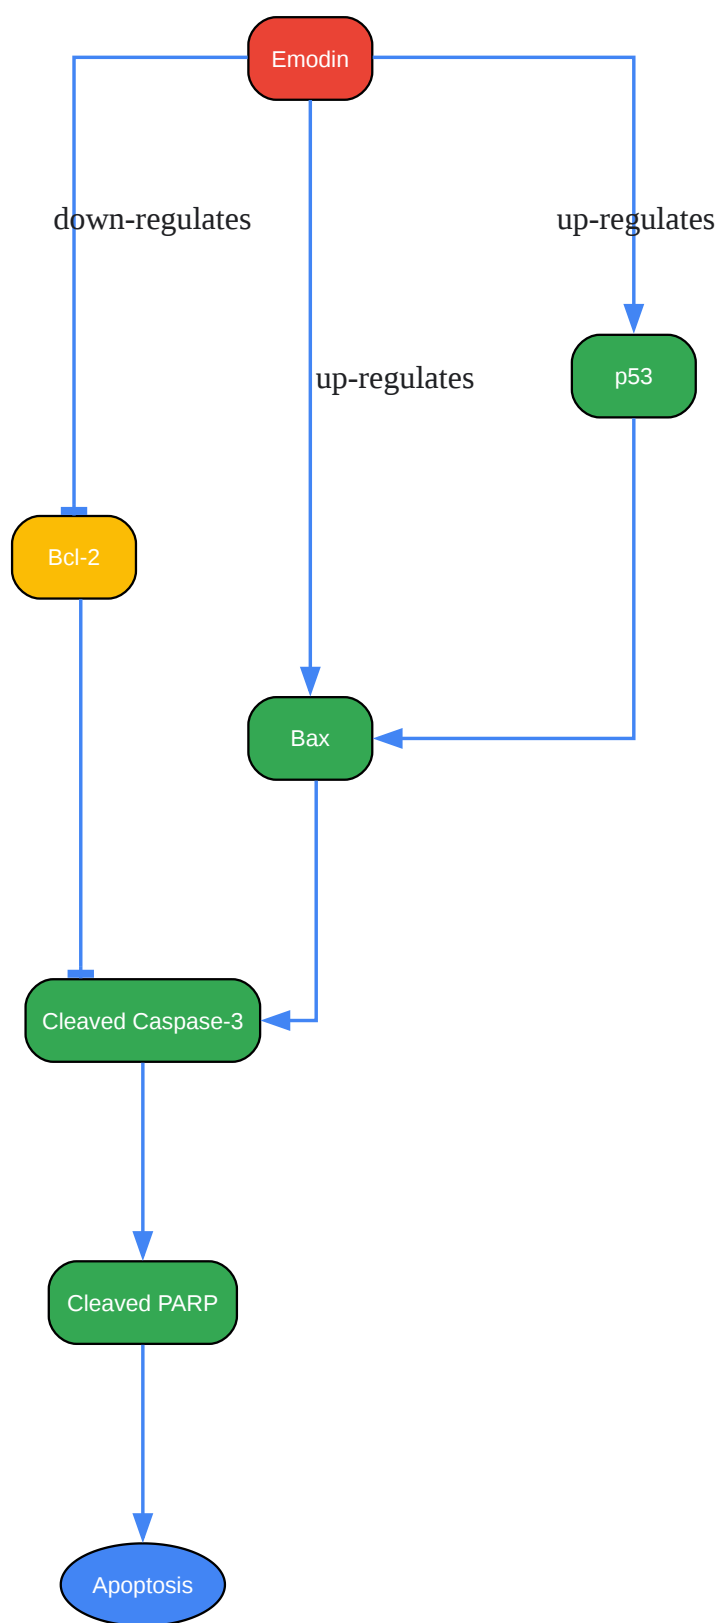 Emodin
down-regulates
up-regulates
up-regulates
p53
Bcl-2
Bax
Cleaved Caspase-3
Cleaved PARP
Apoptosis